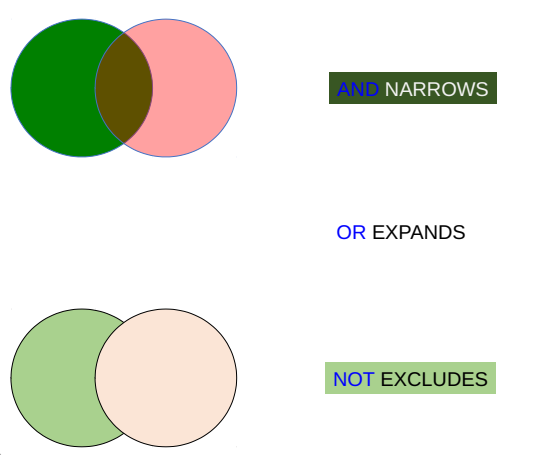 AND NARROWS
OR EXPANDS
NOT EXCLUDES